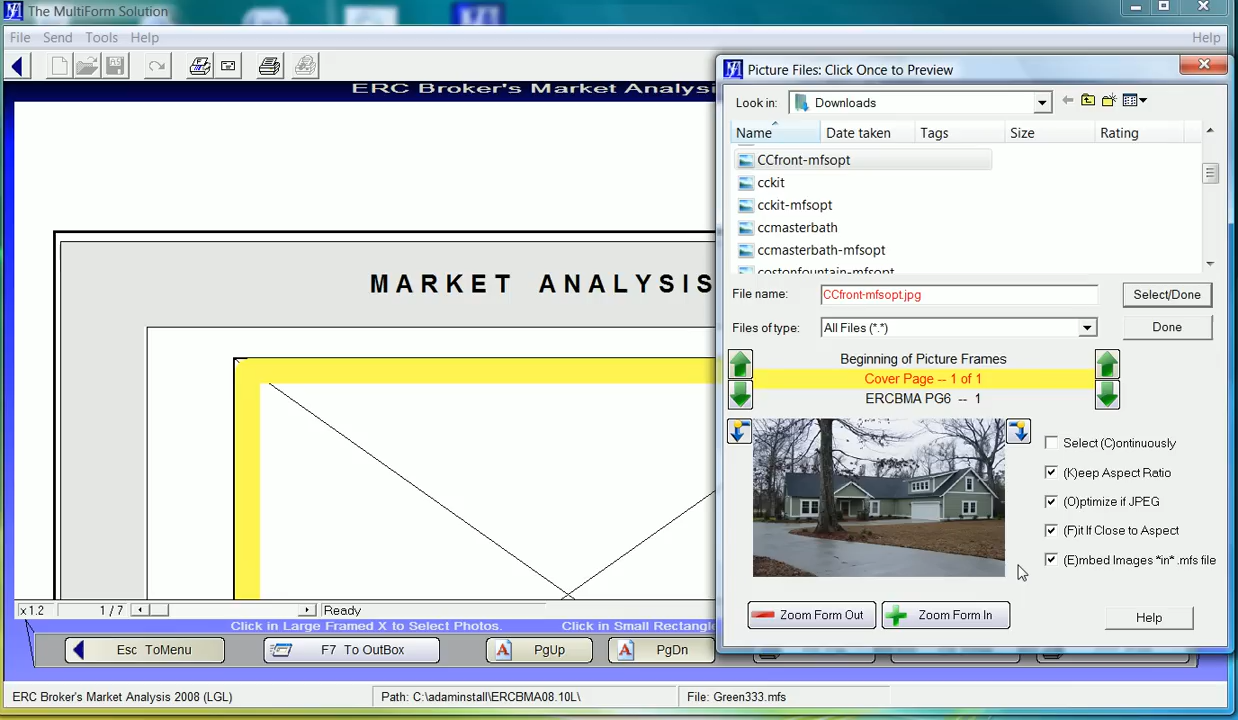 The MultiForm Solution
File Send Tools Help
Help
ERC Broker's Market Analysi
MARKET ANALYSIS
x1.2 1 / 7 Ready
Click in Large Framed X to Select Photos. Click in Small Rectangle
Esc ToMenu F7 To OutBox PgUp PgDn
ERC Broker's Market Analysis 2008 (LGL) Path: C:\adaminstall\ERCBMA08.10L\ File: Green333.mfs
Picture Files: Click Once to Preview
Look in: Downloads
Name Date taken Tags Size Rating
CCfront-mfsopt
cckit
cckit-mfsopt
ccmasterbath
ccmasterbath-mfsopt
costonfountain-mfsopt
File name: CCfront-mfsopt.jpg Select/Done
Files of type: All Files (*.*) Done
Beginning of Picture Frames
Cover Page -- 1 of 1
ERCBMA PG6 -- 1
Select (C)ontinuously
(K)eep Aspect Ratio
(O)ptimize if JPEG
(F)it If Close to Aspect
(E)mbed Images *in* .mfs file
Zoom Form Out Zoom Form In Help